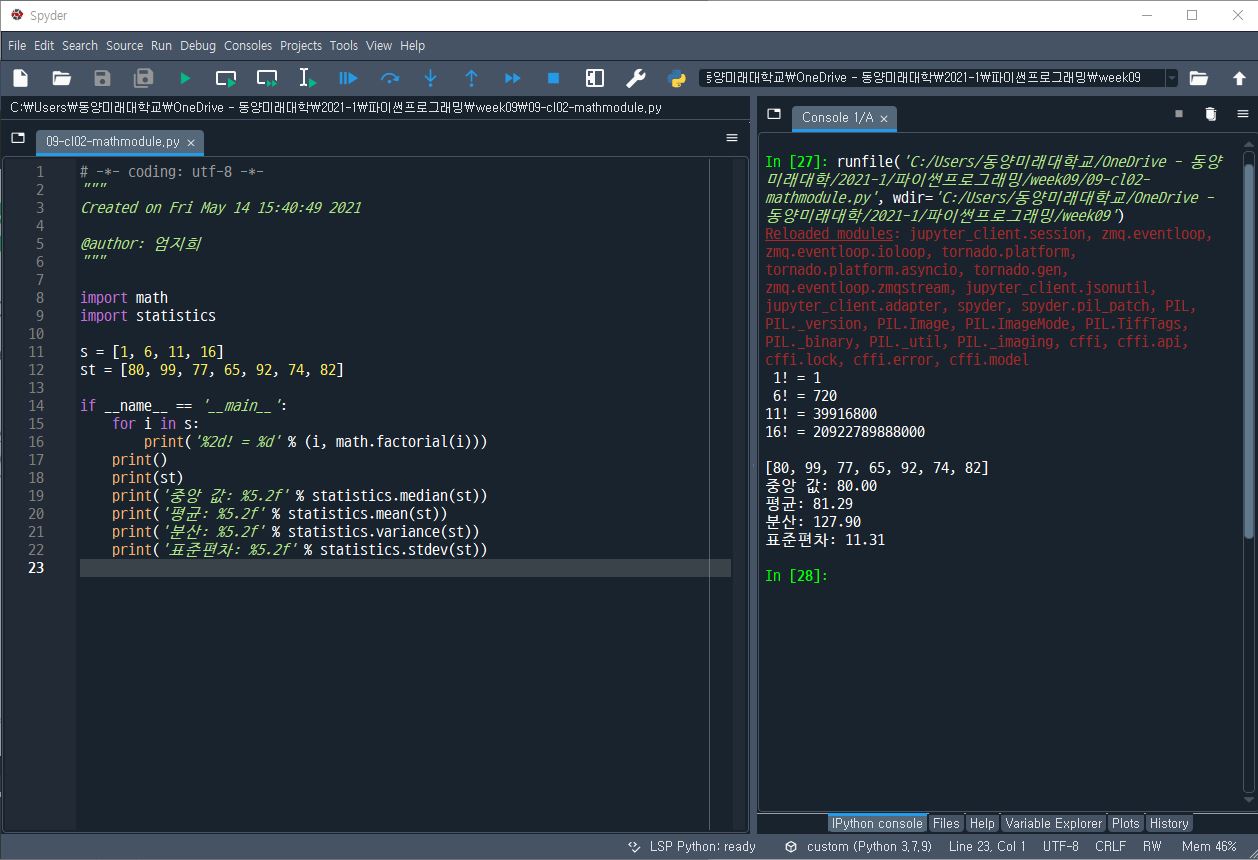 Spyder
File Edit Search Source Run Debug Consoles Projects Tools View Help
동양미래대학교₩OneDrive - 동양미래대학₩2021-1₩파이썬프로그래밍₩week09
C:₩Users₩동양미래대학교₩OneDrive - 동양미래대학₩2021-1₩파이썬프로그래밍₩week09₩09-cl02-mathmodule.py
09-cl02-mathmodule.py
1 # -*- coding: utf-8 -*-
2 """
3 Created on Fri May 14 15:40:49 2021
4
5 @author: 엄지희
6 """
7
8 import math
9 import statistics
10
11 s = [1, 6, 11, 16]
12 st = [80, 99, 77, 65, 92, 74, 82]
13
14 if __name__ == '__main__':
15     for i in s:
16         print('%2d! = %d' % (i, math.factorial(i)))
17     print()
18     print(st)
19     print('중앙 값: %5.2f' % statistics.median(st))
20     print('평균: %5.2f' % statistics.mean(st))
21     print('분산: %5.2f' % statistics.variance(st))
22     print('표준편차: %5.2f' % statistics.stdev(st))
23
Console 1/A
In [27]: runfile('C:/Users/동양미래대학교/OneDrive - 동양
미래대학/2021-1/파이썬프로그래밍/week09/09-cl02-
mathmodule.py', wdir='C:/Users/동양미래대학교/OneDrive -
동양미래대학/2021-1/파이썬프로그래밍/week09')
Reloaded modules: jupyter_client.session, zmq.eventloop,
zmq.eventloop.ioloop, tornado.platform,
tornado.platform.asyncio, tornado.gen,
zmq.eventloop.zmqstream, jupyter_client.jsonutil,
jupyter_client.adapter, spyder, spyder.pil_patch, PIL,
PIL._version, PIL.Image, PIL.ImageMode, PIL.TiffTags,
PIL._binary, PIL._util, PIL._imaging, cffi, cffi.api,
cffi.lock, cffi.error, cffi.model
1! = 1
6! = 720
11! = 39916800
16! = 20922789888000
[80, 99, 77, 65, 92, 74, 82]
중앙 값: 80.00
평균: 81.29
분산: 127.90
표준편차: 11.31
In [28]:
IPython console Files Help Variable Explorer Plots History
LSP Python: ready custom (Python 3.7.9) Line 23, Col 1 UTF-8 CRLF RW Mem 46%